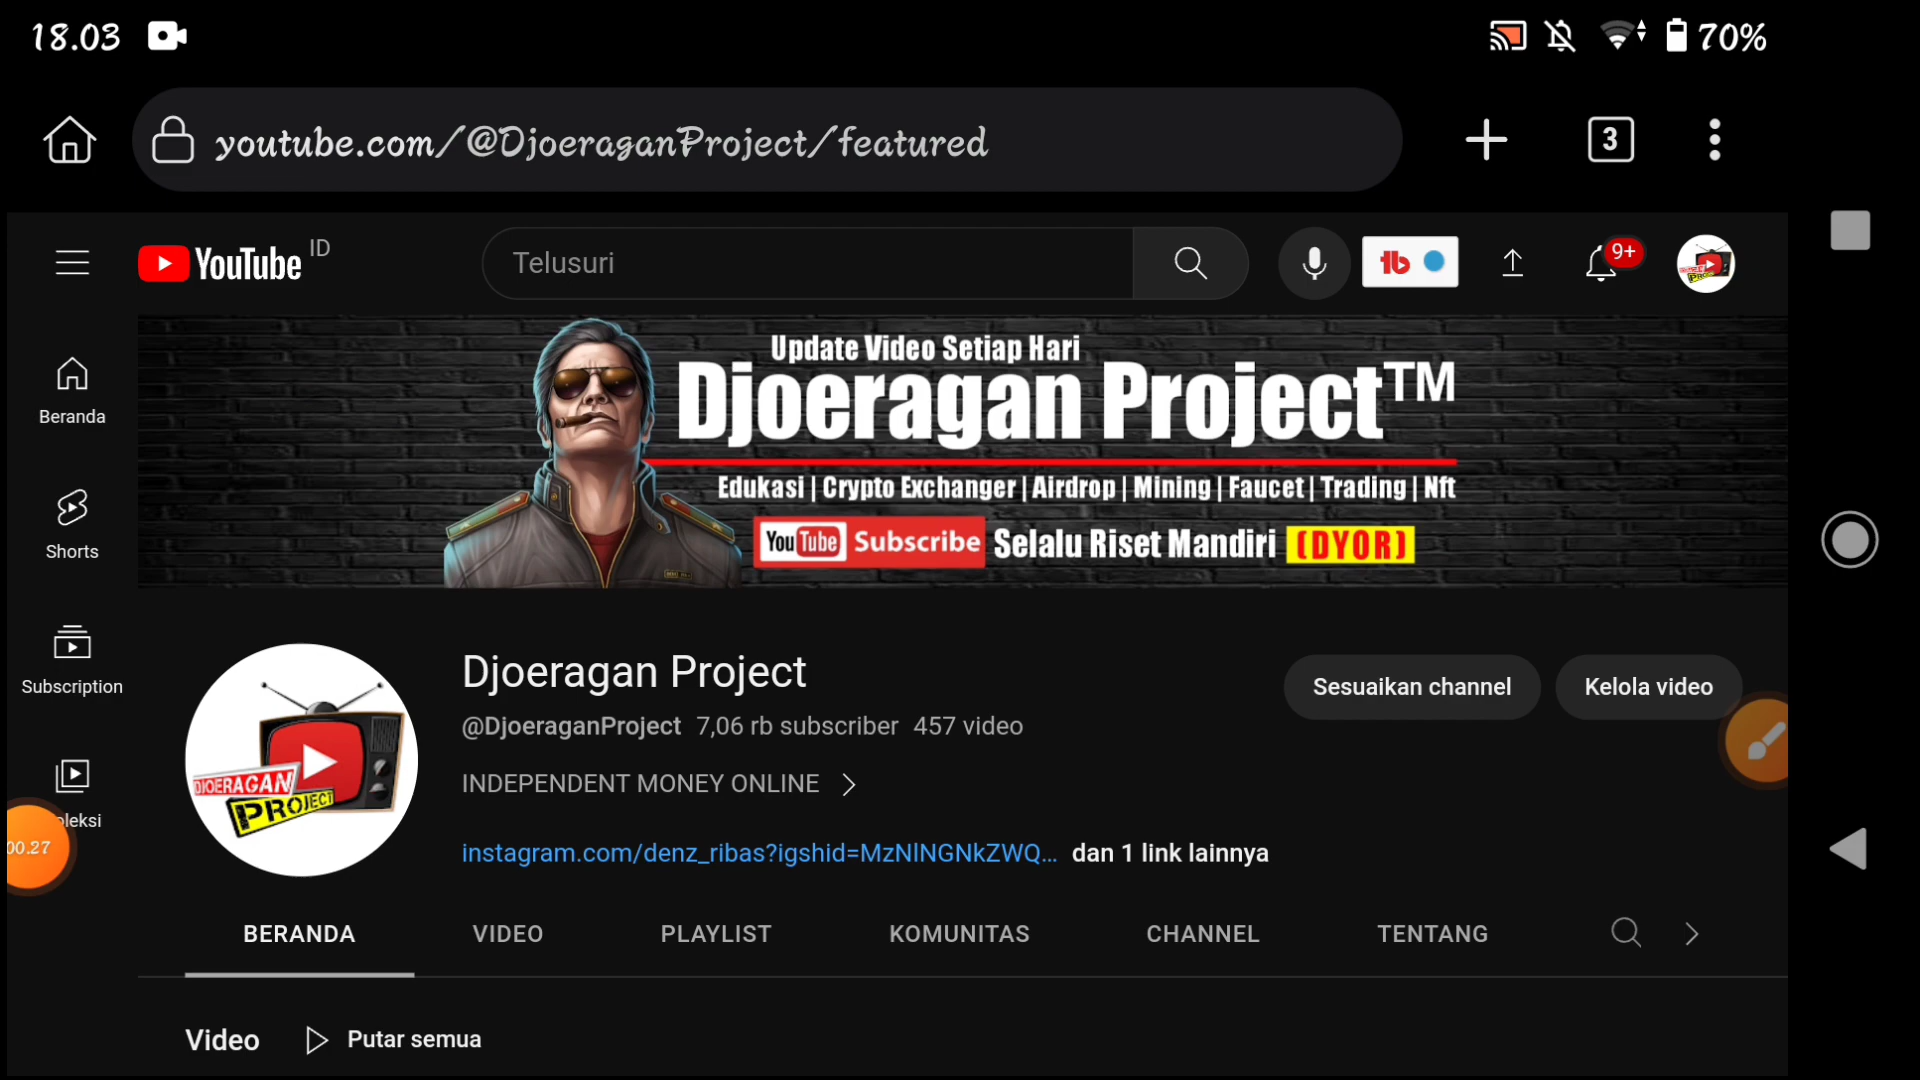 18.03
70%
youtube.com/@DjoeraganProject/featured
3
YouTube ID
Telusuri
9+
Beranda
Shorts
Subscription
oleksi
00.27
Update Video Setiap Hari
Djoeragan Project™
Edukasi | Crypto Exchanger | Airdrop | Mining | Faucet | Trading | Nft
YouTube Subscribe Selalu Riset Mandiri (DYOR)
DJOERAGAN
PROJECT
Djoeragan Project
@DjoeraganProject 7,06 rb subscriber 457 video
INDEPENDENT MONEY ONLINE
instagram.com/denz_ribas?igshid=MzNlNGNkZWQ... dan 1 link lainnya
Sesuaikan channel
Kelola video
BERANDA
VIDEO
PLAYLIST
KOMUNITAS
CHANNEL
TENTANG
Video
Putar semua